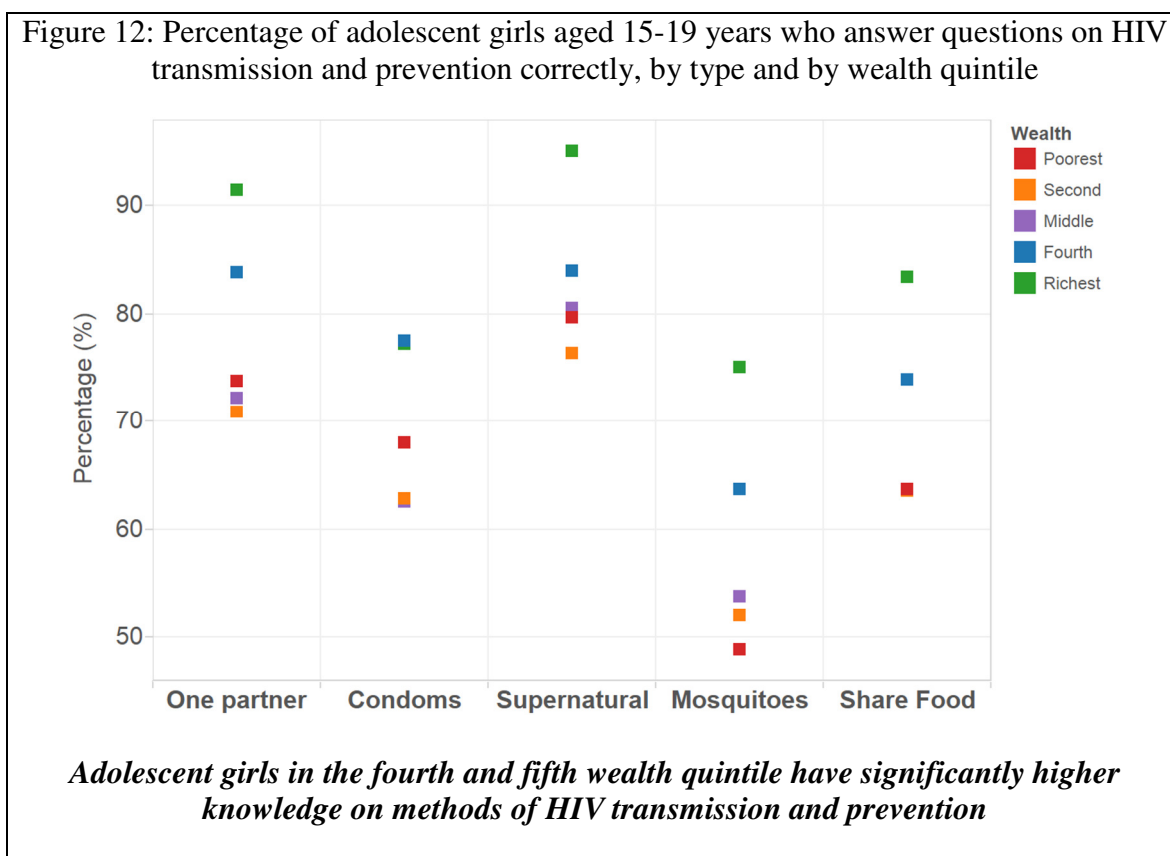 Figure 12: Percentage of adolescent girls aged 15-19 years who answer questions on HIV
transmission and prevention correctly, by type and by wealth quintile
Wealth
Poorest
Second
Middle
Fourth
Richest
Percentage (%)
90
80
70
60
50
One partner
Condoms
Supernatural
Mosquitoes
Share Food
Adolescent girls in the fourth and fifth wealth quintile have significantly higher
knowledge on methods of HIV transmission and prevention